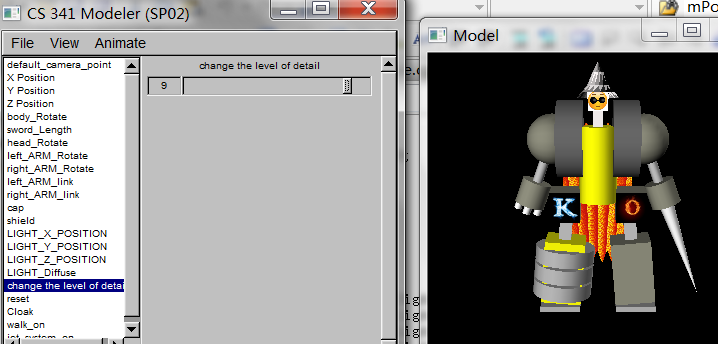 CS 341 Modeler (SP02)
File View Animate
default_camera_point
X Position
Y Position
Z Position
body_Rotate
sword_Length
head_Rotate
left_ARM_Rotate
right_ARM_Rotate
left_ARM_link
right_ARM_link
cap
shield
LIGHT_X_POSITION
LIGHT_Y_POSITION
LIGHT_Z_POSITION
LIGHT_Diffuse
change the level of detai
reset
Cloak
walk_on
change the level of detail
9
mPo
Model
K O